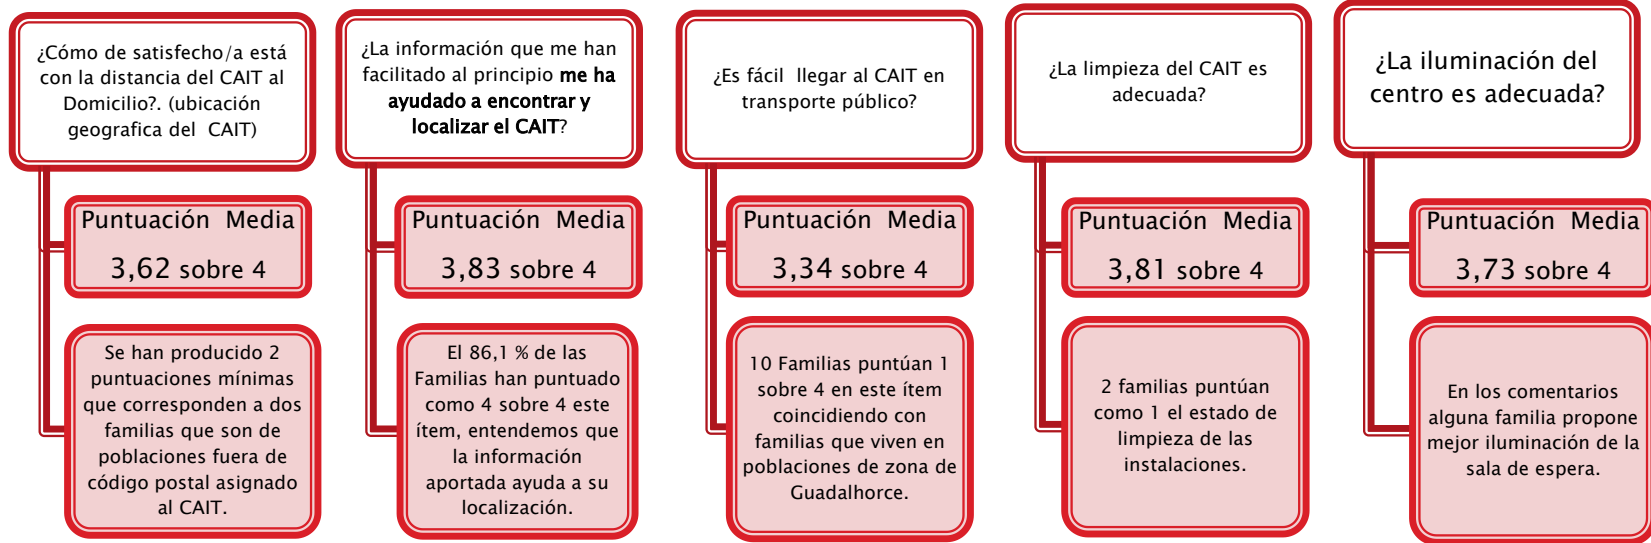 ¿Cómo de satisfecho/a está
con la distancia del CAIT al
Domicilio?. (ubicación
geografica del CAIT)
Puntuación Media
3,62 sobre 4
Se han producido 2
puntuaciones mínimas
que corresponden a dos
familias que son de
poblaciones fuera de
código postal asignado
al CAIT.
¿La información que me han
facilitado al principio me ha
ayudado a encontrar y
localizar el CAIT?
Puntuación Media
3,83 sobre 4
El 86,1 % de las
Familias han puntuado
como 4 sobre 4 este
ítem, entendemos que
la información
aportada ayuda a su
localización.
¿Es fácil llegar al CAIT en
transporte público?
Puntuación Media
3,34 sobre 4
10 Familias puntúan 1
sobre 4 en este ítem
coincidiendo con
familias que viven en
poblaciones de zona de
Guadalhorce.
¿La limpieza del CAIT es
adecuada?
Puntuación Media
3,81 sobre 4
2 familias puntúan
como 1 el estado de
limpieza de las
instalaciones.
¿La iluminación del
centro es adecuada?
Puntuación Media
3,73 sobre 4
En los comentarios
alguna familia propone
mejor iluminación de la
sala de espera.